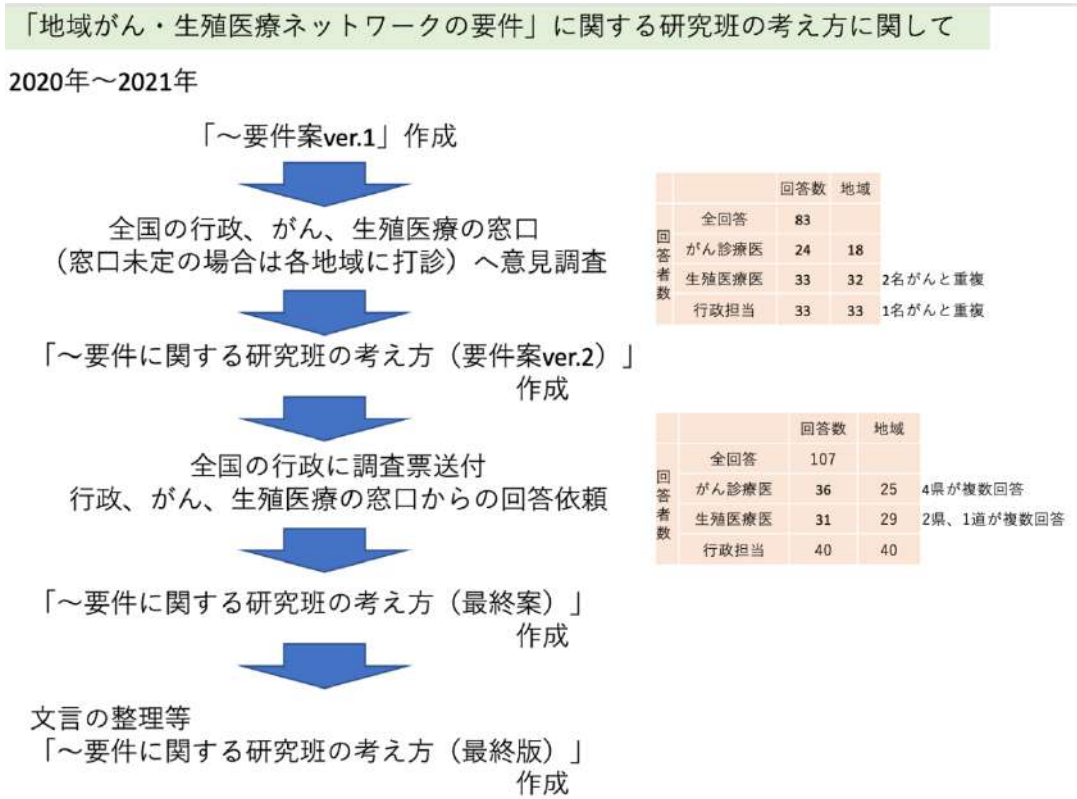 「地域がん・生殖医療ネットワークの要件」に関する研究班の考え方に関して
2020年～2021年
「～要件案ver.1」作成
全国の行政、がん、生殖医療の窓口
（窓口未定の場合は各地域に打診）へ意見調査
回答数 地域
回答者数
全回答 83
がん診療医 24 18
生殖医療医 33 32 2名がんと重複
行政担当 33 33 1名がんと重複
「～要件に関する研究班の考え方（要件案ver.2）」
作成
全国の行政に調査票送付
行政、がん、生殖医療の窓口からの回答依頼
回答数 地域
回答者数
全回答 107
がん診療医 36 25 4県が複数回答
生殖医療医 31 29 2県、1道が複数回答
行政担当 40 40
「～要件に関する研究班の考え方（最終案）」
作成
文言の整理等
「～要件に関する研究班の考え方（最終版）」
作成